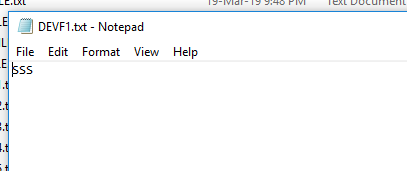 LE.txt 19-Mar-19 9:48 PM Text Document
DEVF1.txt - Notepad
File Edit Format View Help
sss